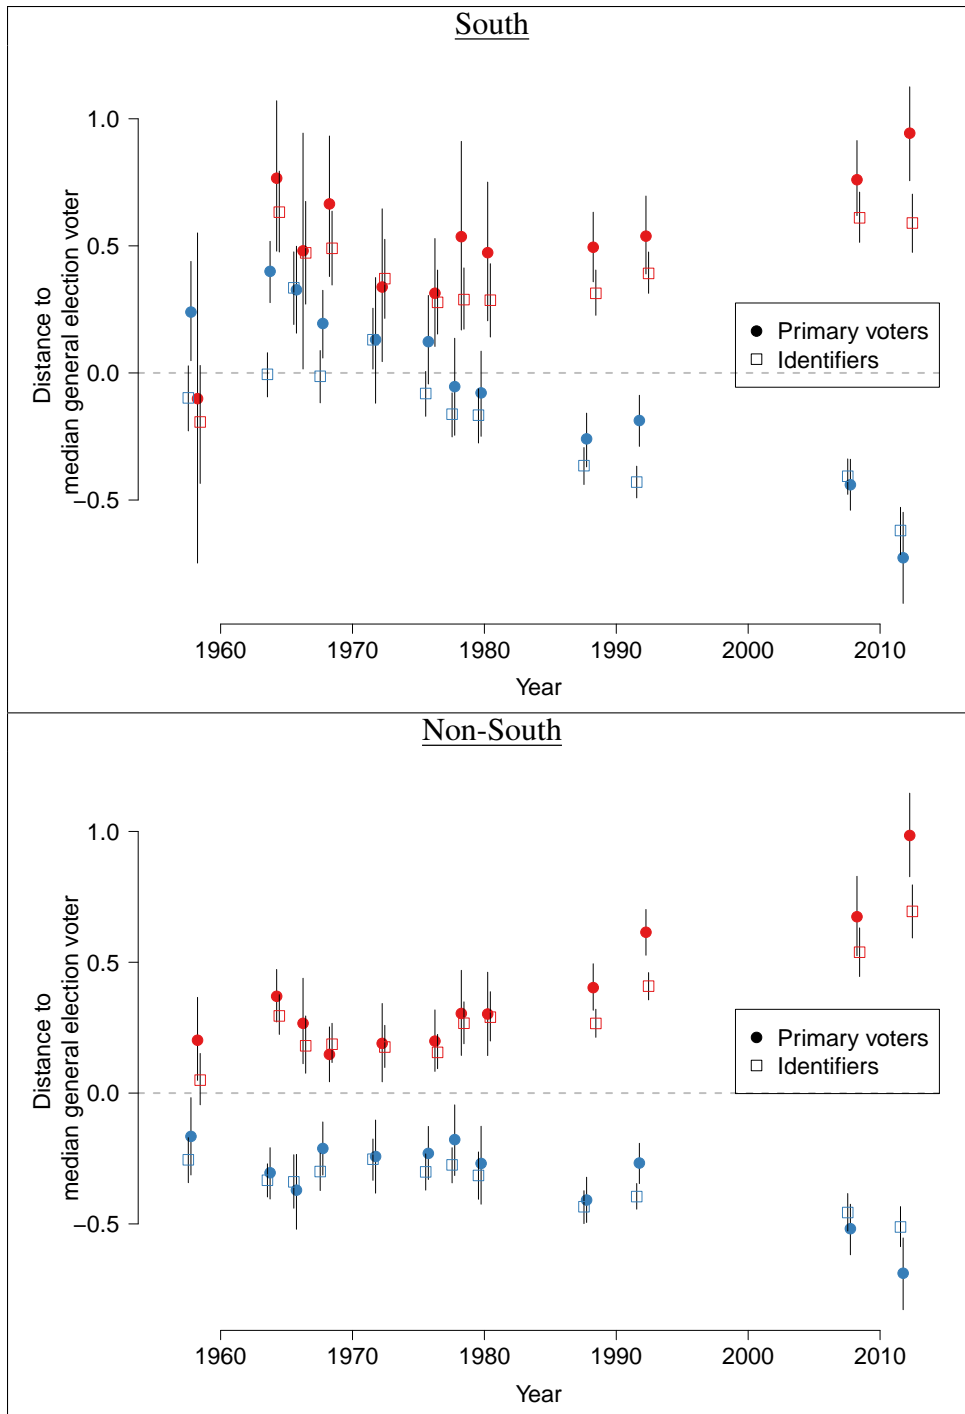 South
Distance to
median general election voter
1.0
0.5
0.0
−0.5
Primary voters
Identifiers
1960 1970 1980 1990 2000 2010
Year
Non-South
Distance to
median general election voter
1.0
0.5
0.0
−0.5
Primary voters
Identifiers
1960 1970 1980 1990 2000 2010
Year